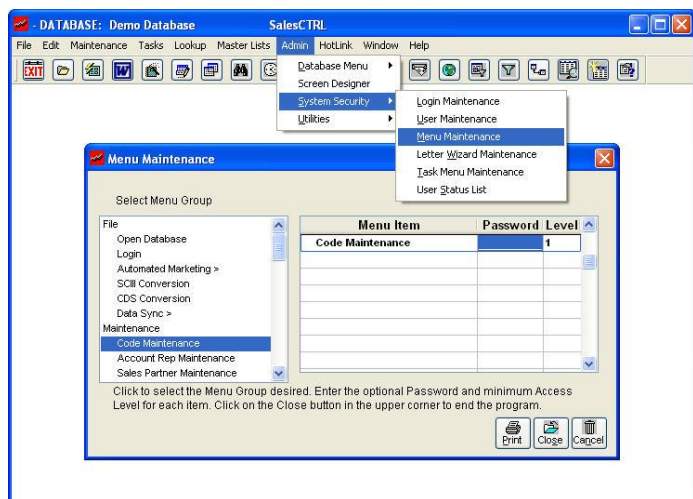 - DATABASE: Demo Database SalesCTRL
File Edit Maintenance Tasks Lookup Master Lists Admin HotLink Window Help
EXIT
W
Database Menu
Screen Designer
System Security
Utilities
Login Maintenance
User Maintenance
Menu Maintenance
Letter Wizard Maintenance
Task Menu Maintenance
User Status List
Menu Maintenance
Select Menu Group
File
Open Database
Login
Automated Marketing >
SCIII Conversion
CDS Conversion
Data Sync >
Maintenance
Code Maintenance
Account Rep Maintenance
Sales Partner Maintenance
Menu Item Password Level
Code Maintenance 1
Click to select the Menu Group desired. Enter the optional Password and minimum Access
Level for each item. Click on the Close button in the upper corner to end the program.
Print Close Cancel